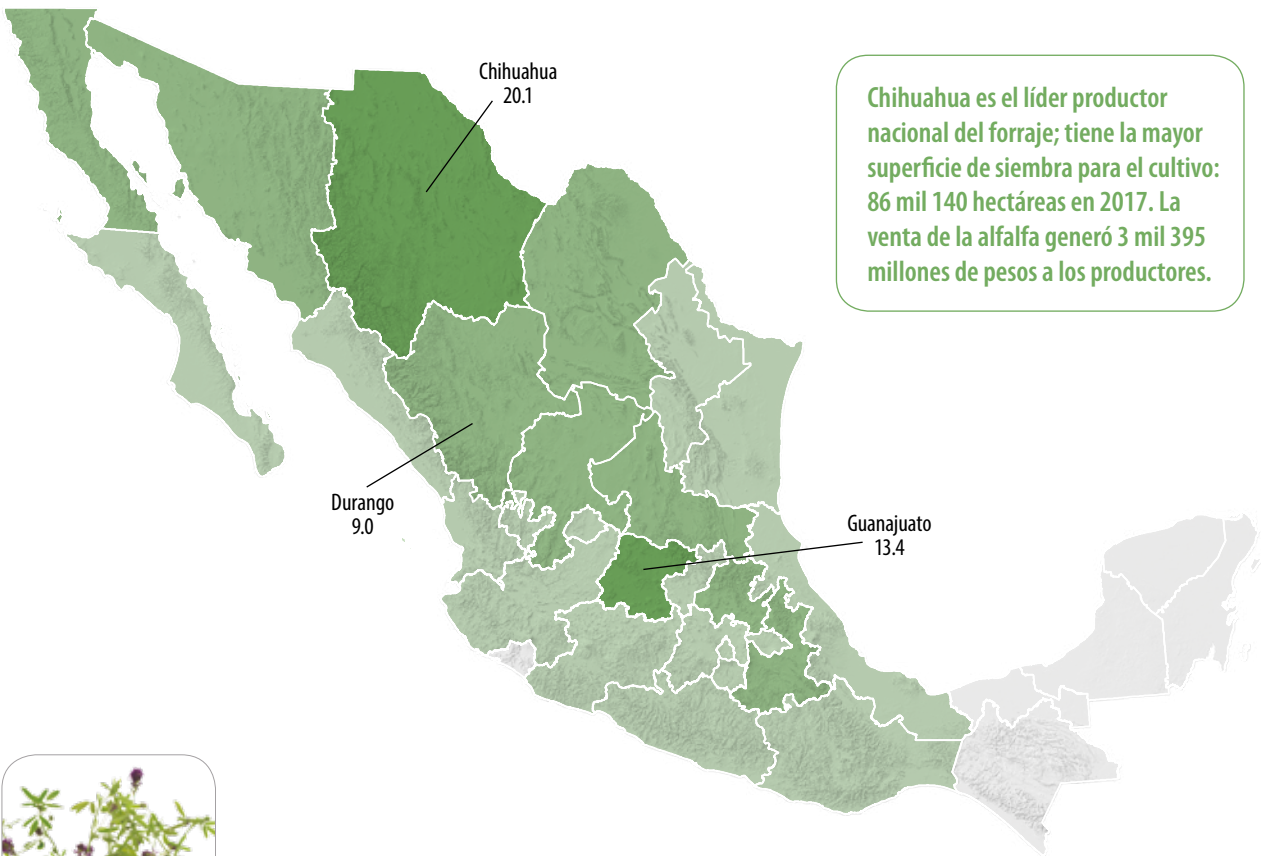 Chihuahua
20.1
Chihuahua es el líder productor
nacional del forraje; tiene la mayor
superficie de siembra para el cultivo:
86 mil 140 hectáreas en 2017. La
venta de la alfalfa generó 3 mil 395
millones de pesos a los productores.
Durango
9.0
Guanajuato
13.4